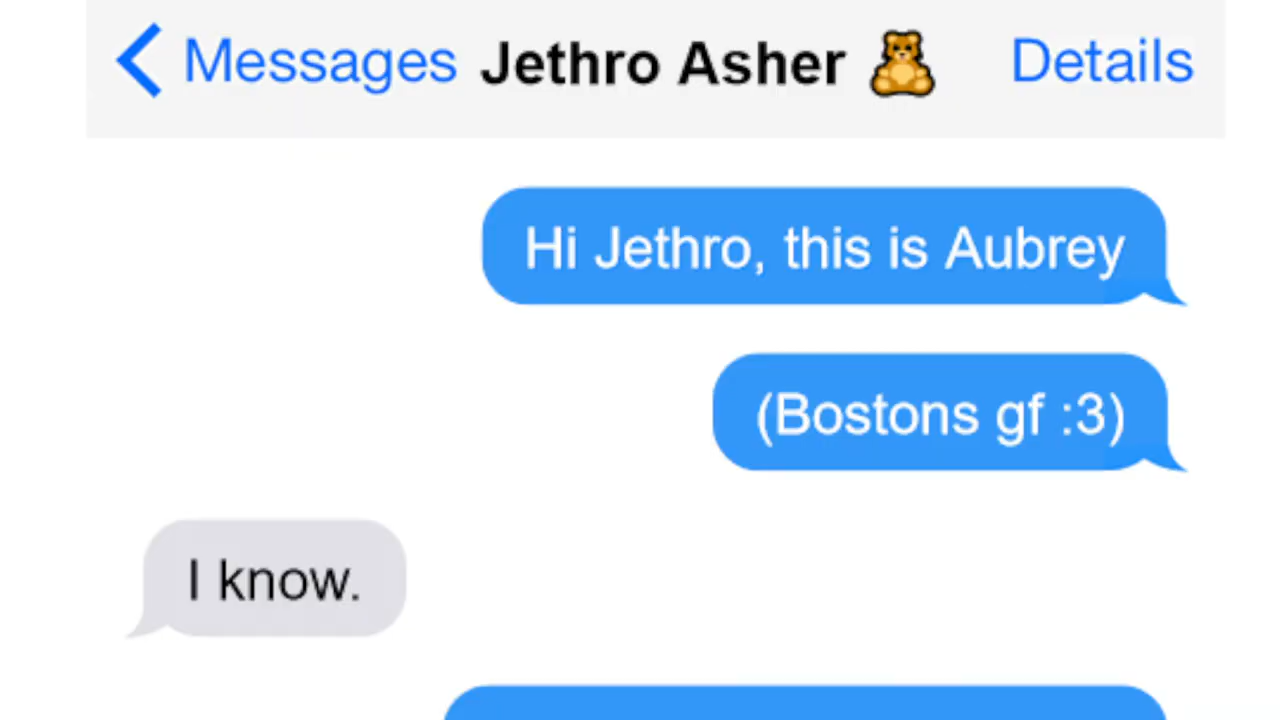 Messages Jethro Asher 🧸 Details
Hi Jethro, this is Aubrey
(Bostons gf :3)
I know.